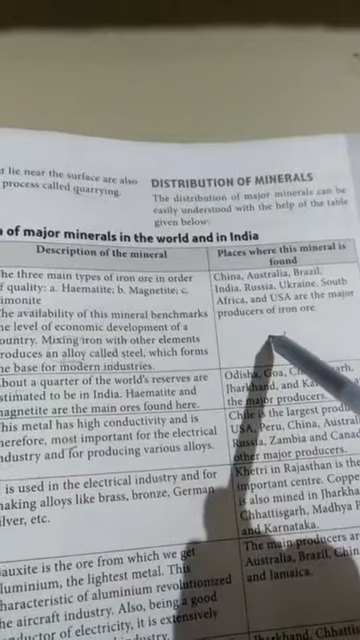 t lie near the surface are also
process called quarrying.
DISTRIBUTION OF MINERALS
The distribution of major minerals can be
easily understood with the help of the table
given below:
of major minerals in the world and in India
Description of the mineral
Places where this mineral is
found
he three main types of iron ore in order
f quality: a. Haematite; b. Magnetite; c.
imonite
he availability of this mineral benchmarks
he level of economic development of a
ountry. Mixing iron with other elements
roduces an alloy called steel, which forms
he base for modern industries.
China, Australia, Brazil,
India, Russia, Ukraine, South
Africa, and USA are the major
producers of iron ore.
bout a quarter of the world's reserves are
stimated to be in India. Haematite and
agnetite are the main ores found here.
Odisha, Goa, Ch arh,
Jharkhand, and Ka
the major producers.
his metal has high conductivity and is
herefore, most important for the electrical
ndustry and for producing various alloys.
Chile is the largest produ
USA, Peru, China, Austral
Russia, Zambia and Cana
other major producers.
is used in the electrical industry and for
naking alloys like brass, bronze, German
ilver, etc.
Khetri in Rajasthan is the
important centre. Coppe
is also mined in Jharkh
Chhattisgarh, Madhya P
and Karnataka.
auxite is the ore from which we get
luminium, the lightest metal. This
haracteristic of aluminium revolutionized
he aircraft industry. Also, being a good
nductor of electricity, it is extensively
industry.
The main producers ar
Australia, Brazil, Chin
and Jamaica.
Jharkhand, Chhatti